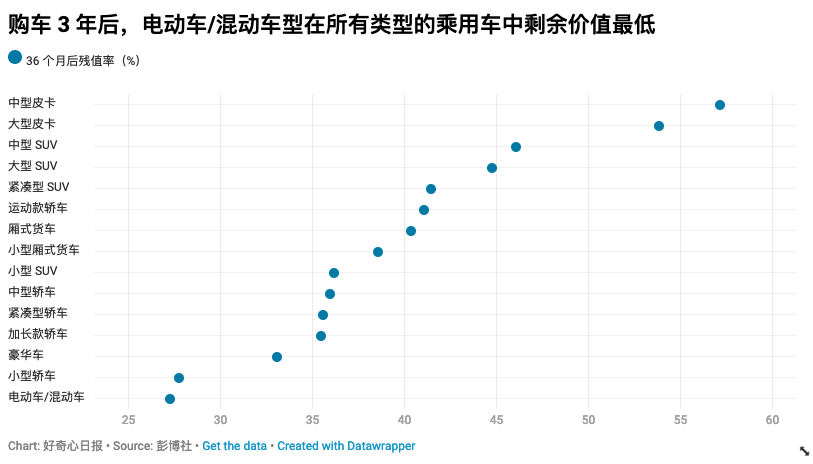 购车 3 年后，电动车/混动车型在所有类型的乘用车中剩余价值最低
36 个月后残值率（%）
中型皮卡
大型皮卡
中型 SUV
大型 SUV
紧凑型 SUV
运动款轿车
厢式货车
小型厢式货车
小型 SUV
中型轿车
紧凑型轿车
加长款轿车
豪华车
小型轿车
电动车/混动车
25 30 35 40 45 50 55 60
Chart: 好奇心日报 • Source: 彭博社 • Get the data • Created with Datawrapper